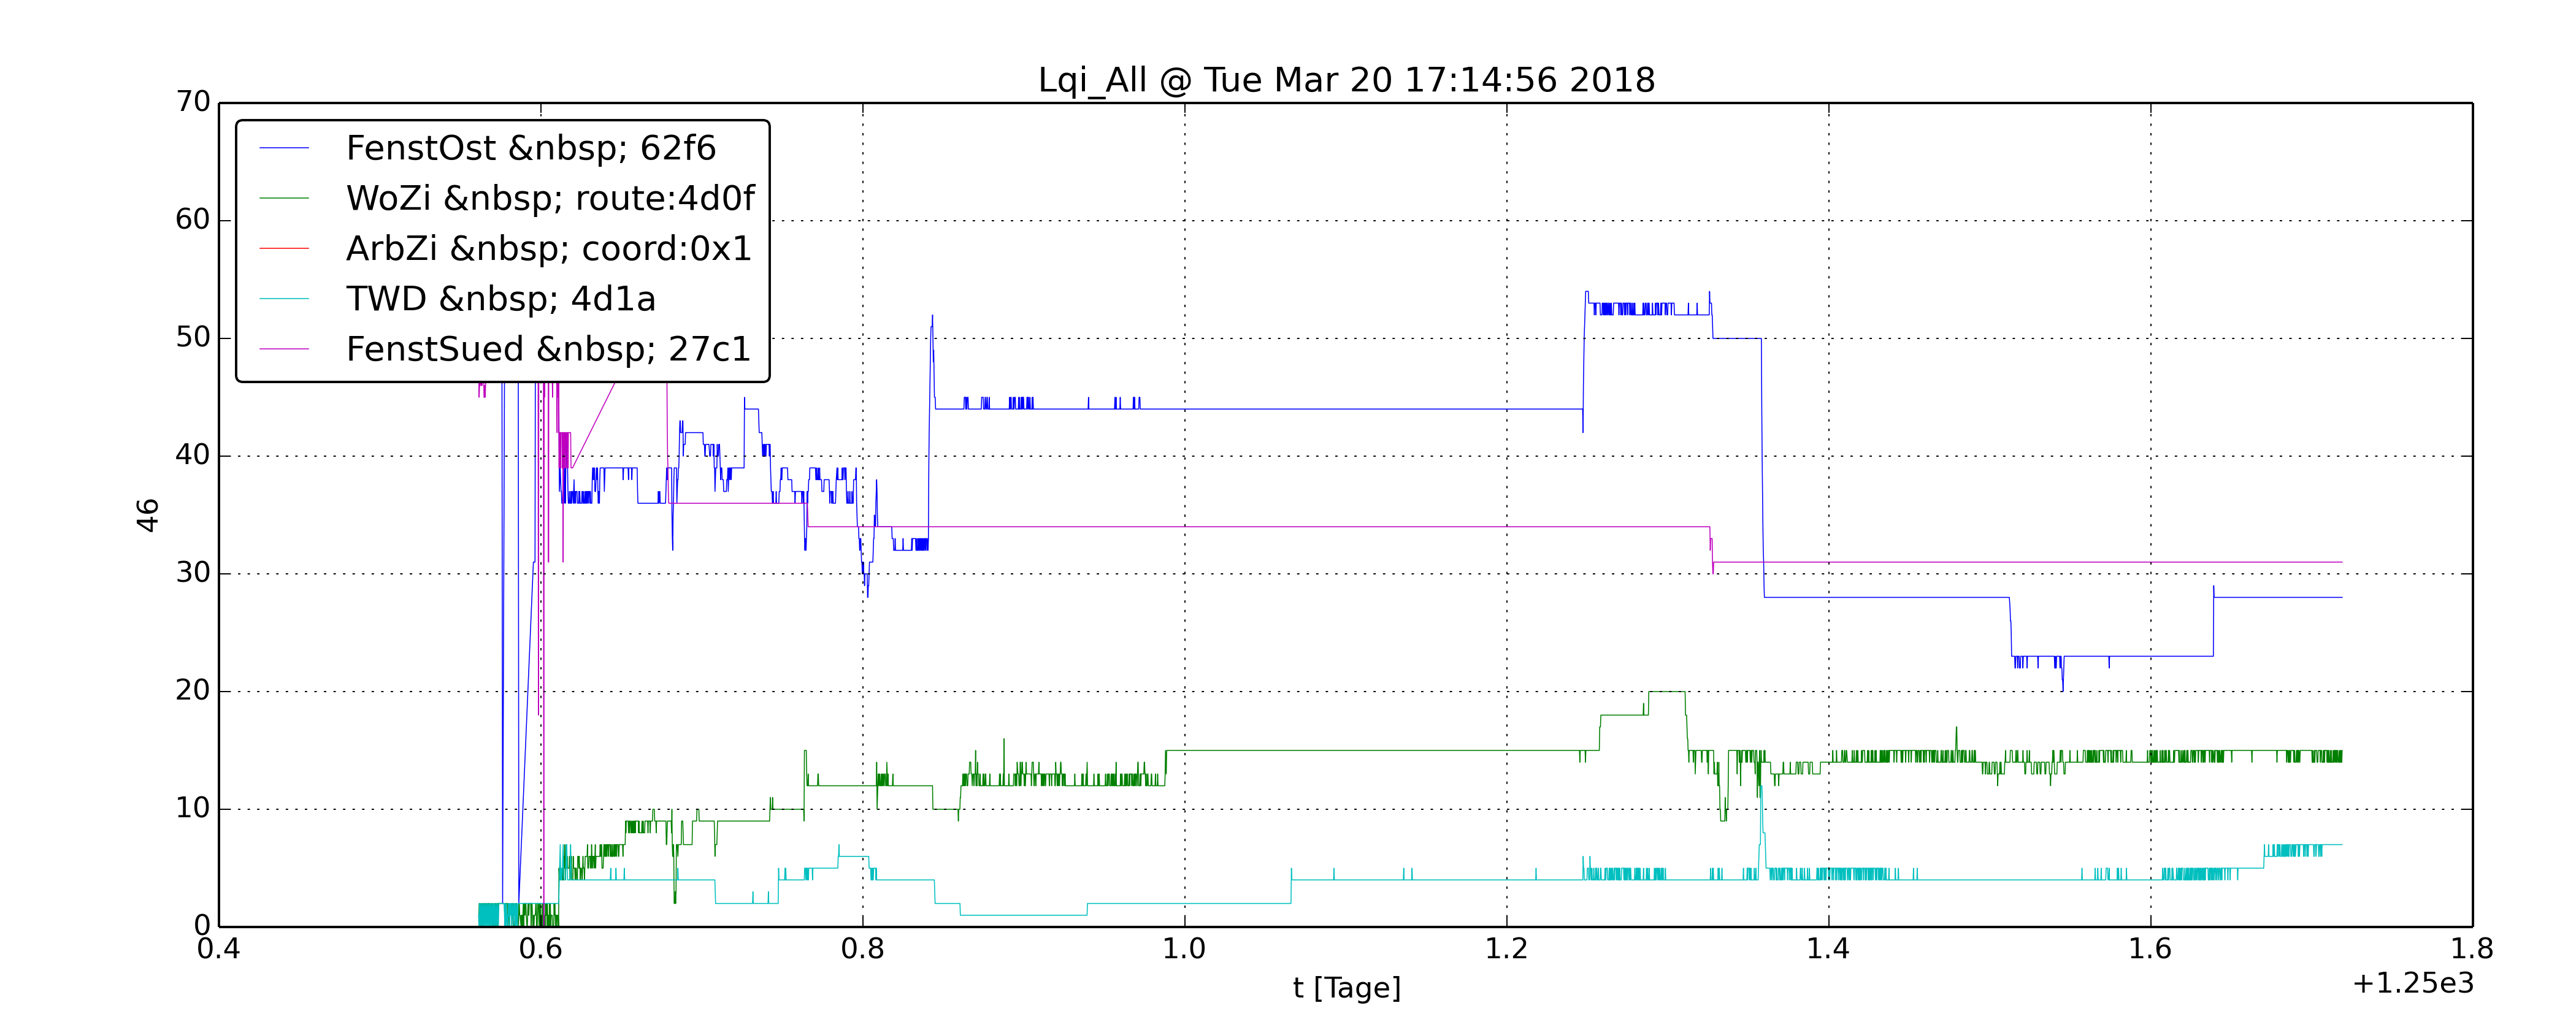 Lqi_All @ Tue Mar 20 17:14:56 2018
70
60
50
40
30
20
10
0
46
FenstOst &nbsp; 62f6
WoZi &nbsp; route:4d0f
ArbZi &nbsp; coord:0x1
TWD &nbsp; 4d1a
FenstSued &nbsp; 27c1
0.4 0.6 0.8 1.0 1.2 1.4 1.6 1.8
t [Tage]
+1.25e3